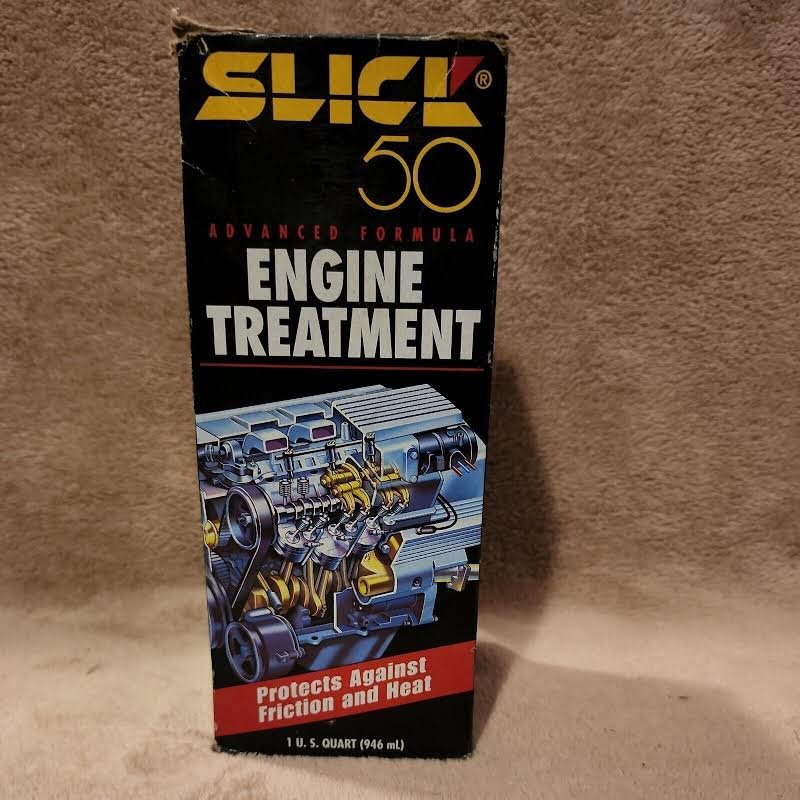 SLICK®
50
ADVANCED FORMULA
ENGINE
TREATMENT
Protects Against
Friction and Heat
1 U. S. QUART (946 mL)